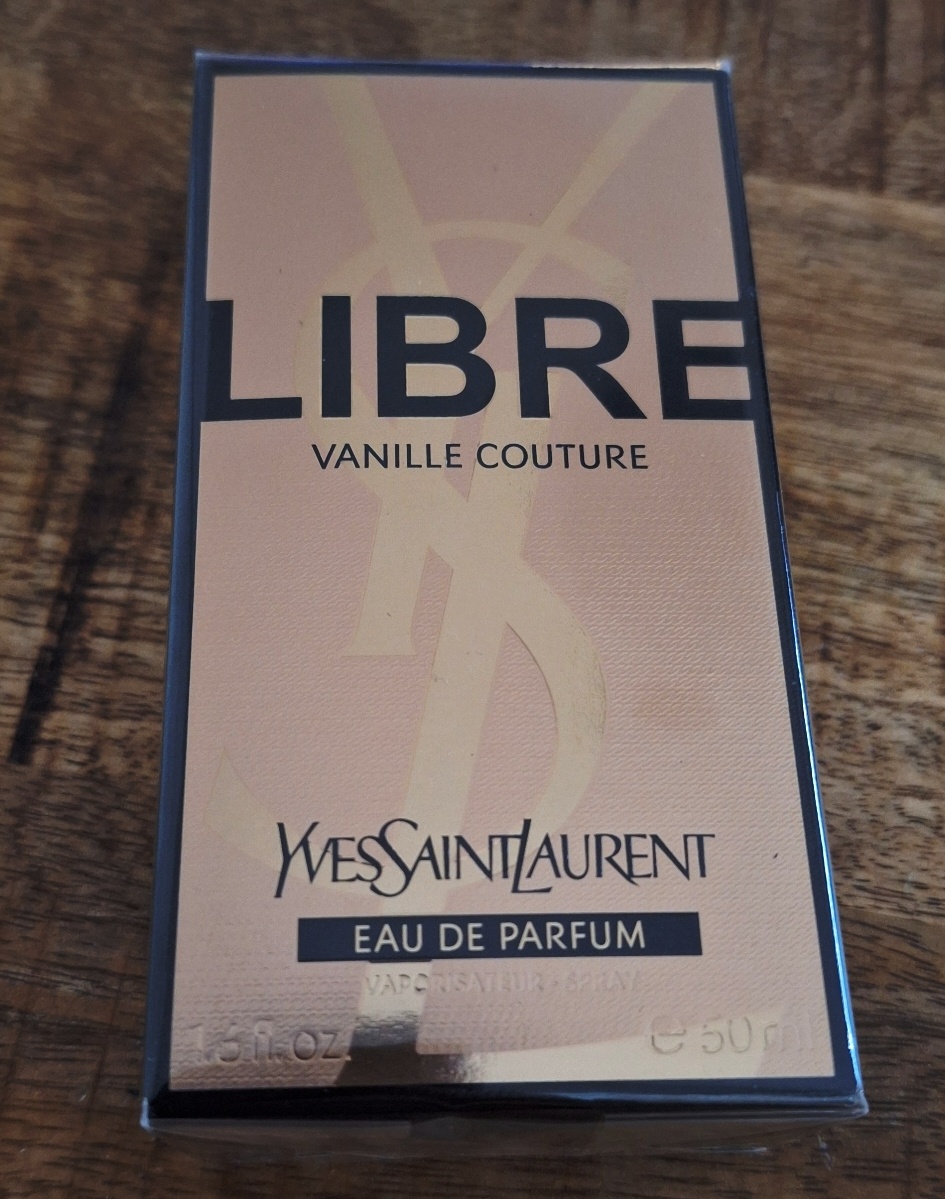 LIBRE
VANILLE COUTURE
YVESSAINTLAURENT
EAU DE PARFUM
VAPORISATEUR - SPRAY
1.6 fl.oz. e 50 ml